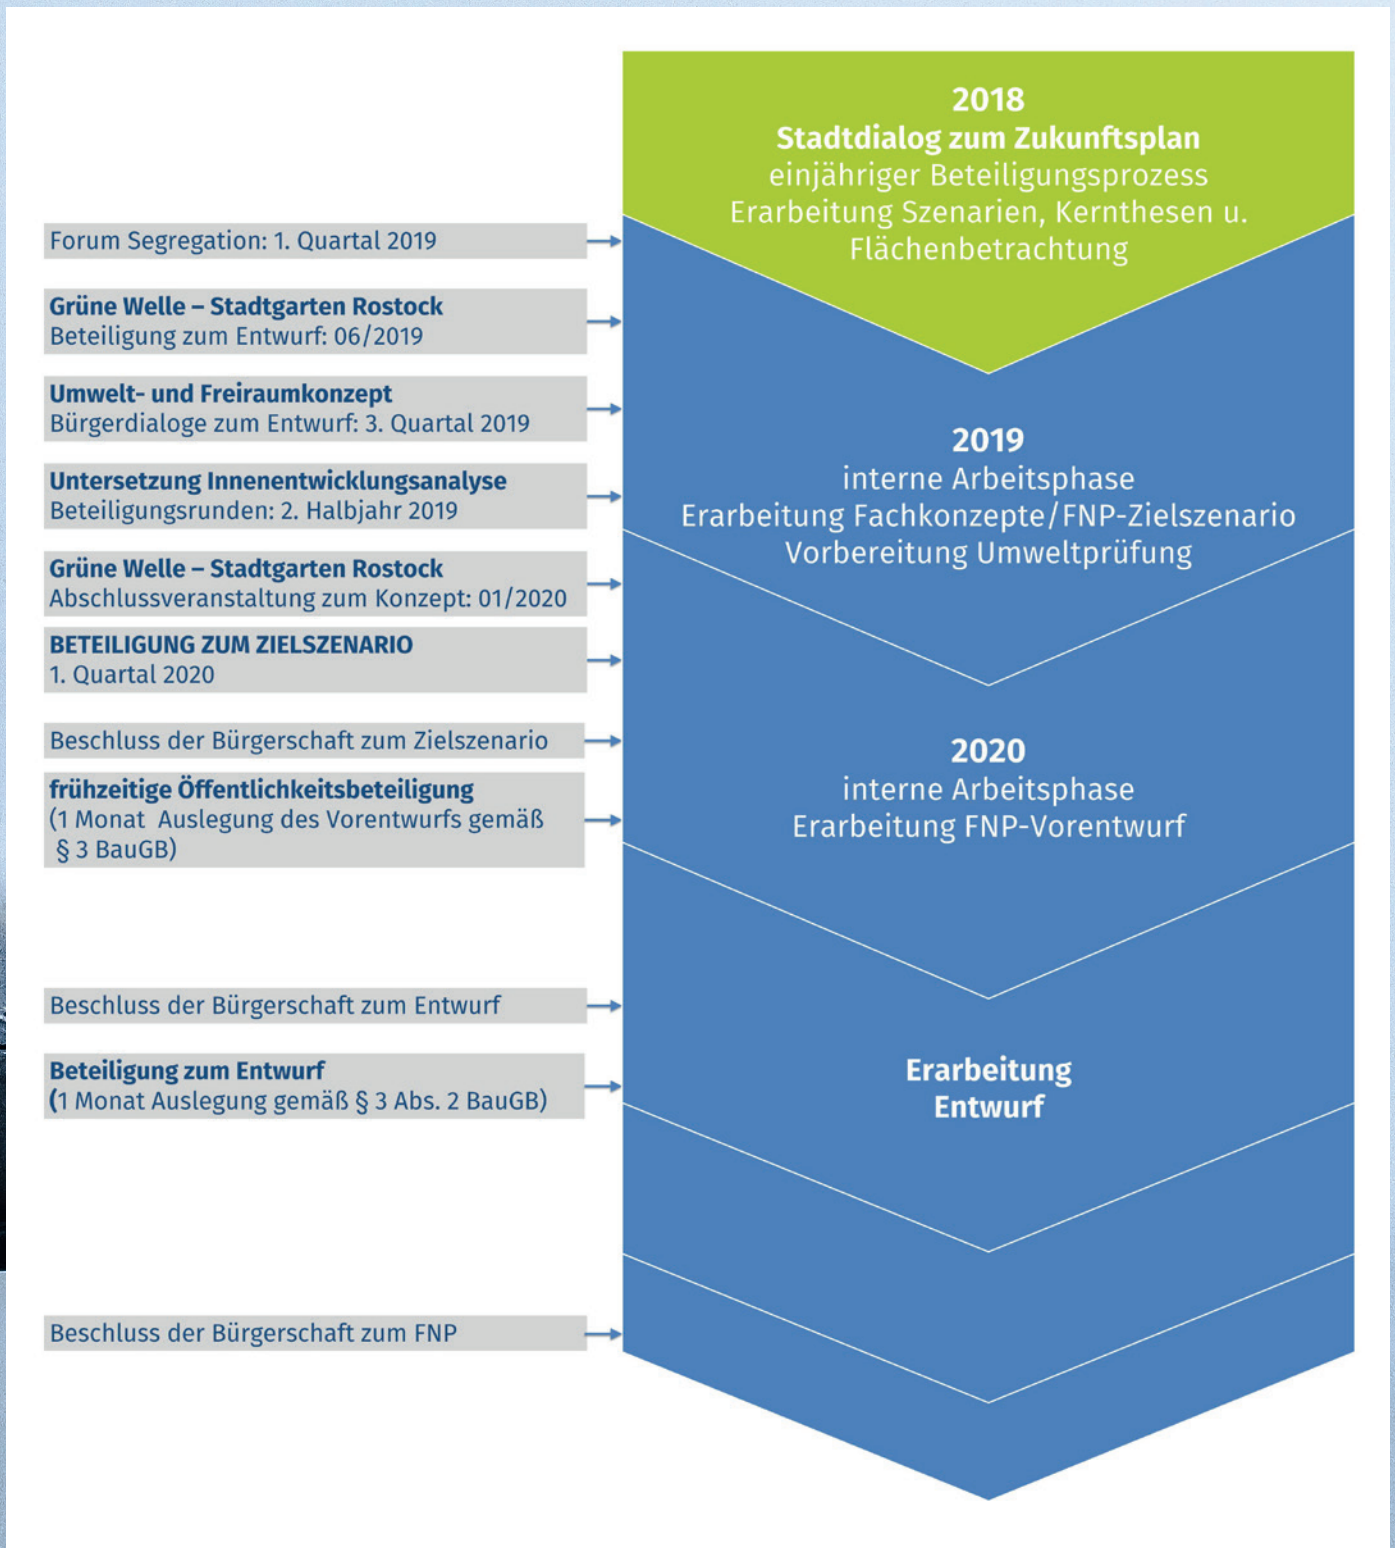 2018
Stadtdialog zum Zukunftsplan
einjähriger Beteiligungsprozess
Erarbeitung Szenarien, Kernthesen u.
Flächenbetrachtung
Forum Segregation: 1. Quartal 2019
Grüne Welle – Stadtgarten Rostock
Beteiligung zum Entwurf: 06/2019
Umwelt- und Freiraumkonzept
Bürgerdialoge zum Entwurf: 3. Quartal 2019
Untersetzung Innenentwicklungsanalyse
Beteiligungsrunden: 2. Halbjahr 2019
2019
interne Arbeitsphase
Erarbeitung Fachkonzepte/FNP-Zielszenario
Vorbereitung Umweltprüfung
Grüne Welle – Stadtgarten Rostock
Abschlussveranstaltung zum Konzept: 01/2020
BETEILIGUNG ZUM ZIELSZENARIO
1. Quartal 2020
Beschluss der Bürgerschaft zum Zielszenario
frühzeitige Öffentlichkeitsbeteiligung
(1 Monat Auslegung des Vorentwurfs gemäß
§ 3 BauGB)
2020
interne Arbeitsphase
Erarbeitung FNP-Vorentwurf
Beschluss der Bürgerschaft zum Entwurf
Beteiligung zum Entwurf
(1 Monat Auslegung gemäß § 3 Abs. 2 BauGB)
Erarbeitung
Entwurf
Beschluss der Bürgerschaft zum FNP